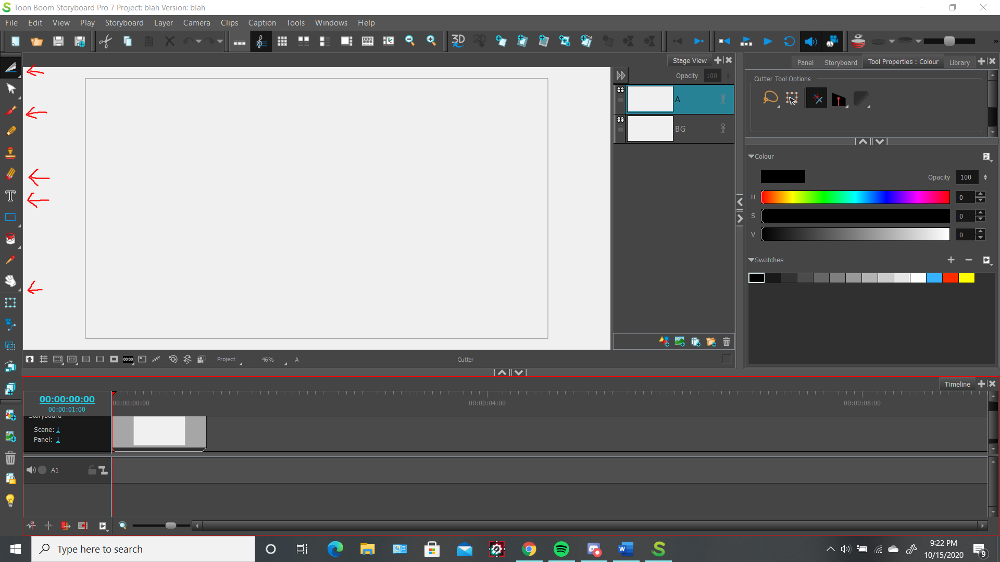 Toon Boom Storyboard Pro 7 Project: blah Version: blah
File Edit View Play Storyboard Layer Camera Clips Caption Tools Windows Help
3D 2D
Stage View
Panel Storyboard Tool Properties : Colour Library
Opacity 100
Cutter Tool Options
A
BG
Colour
Opacity 100
H 0
S 0
V 0
Swatches
00:00 Project 46% A Cutter
Timeline
00:00:00:00
00:00:01:00
00:00:00:00 00:00:04:00 00:00:08:00
Storyboard
Scene: 1
Panel: 1
A1
Type here to search
9:22 PM
10/15/2020
9